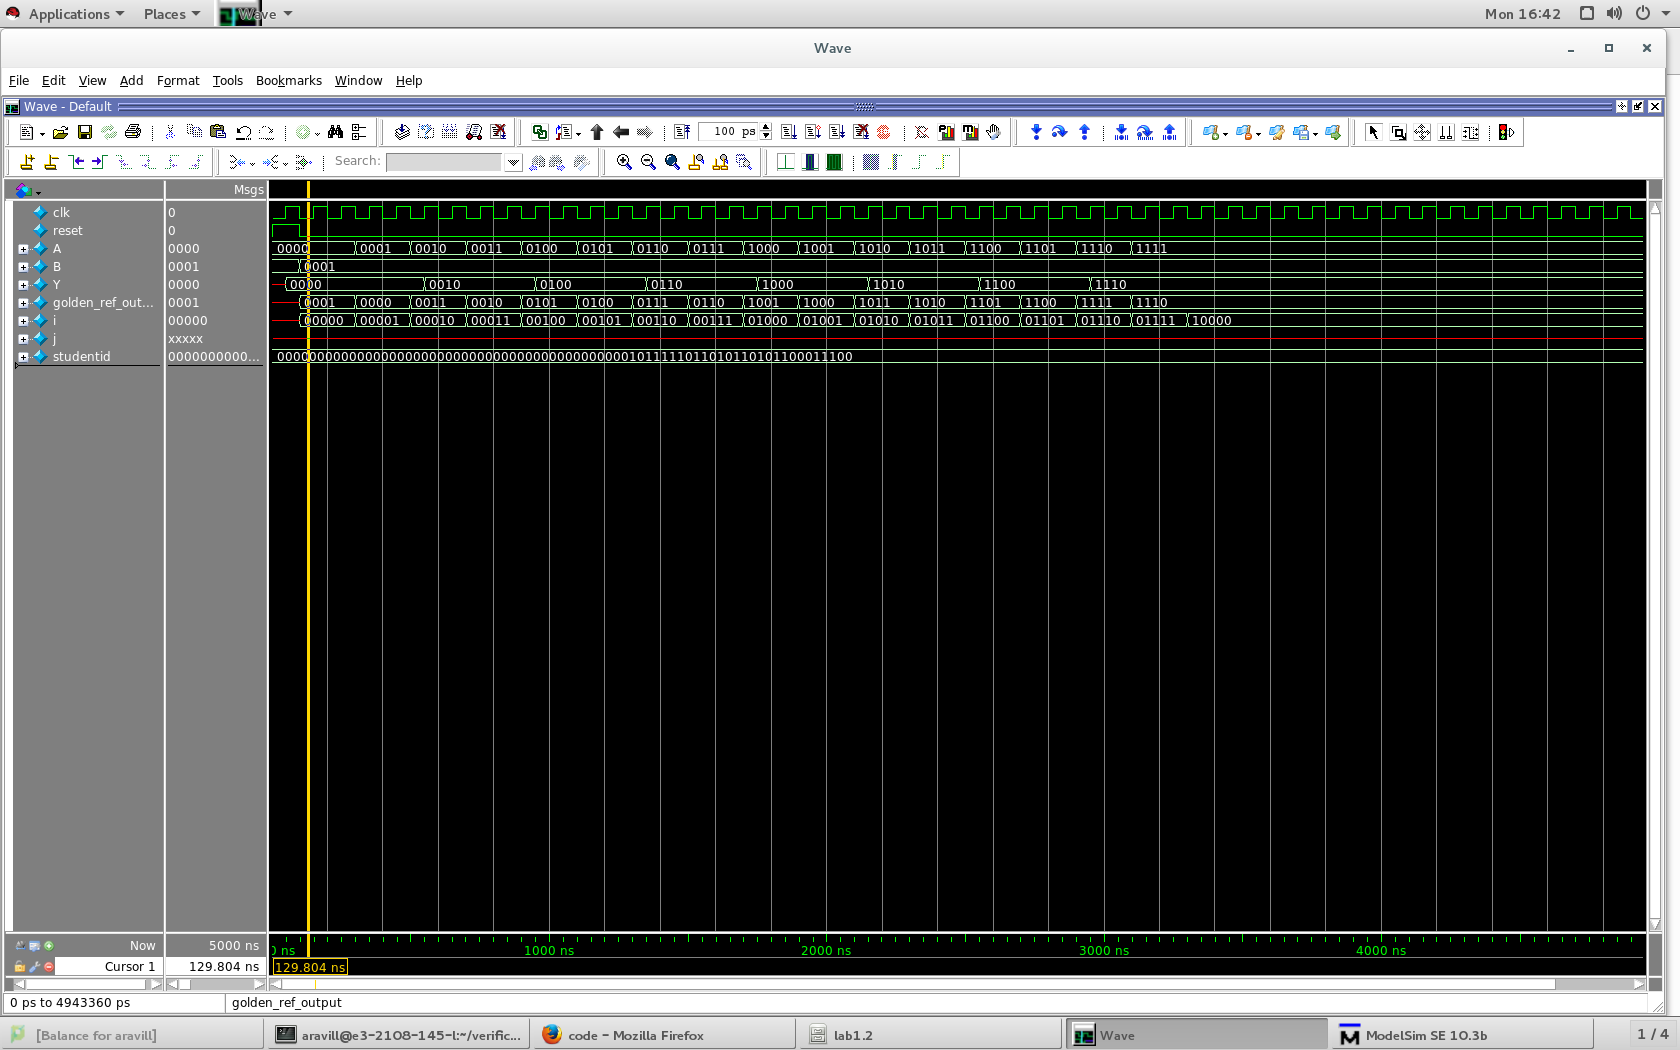 Applications Places Wave Mon 16:42
Wave
File Edit View Add Format Tools Bookmarks Window Help
Wave - Default
100 ps
Search:
Msgs
clk 0
reset 0
A 0000 0000 0001 0010 0011 0100 0101 0110 0111 1000 1001 1010 1011 1100 1101 1110 1111
B 0001 0001
Y 0000 0000 0010 0100 0110 1000 1010 1100 1110
golden_ref_out... 0001 0001 0000 0011 0010 0101 0100 0111 0110 1001 1000 1011 1010 1101 1100 1111 1110
i 00000 00000 00001 00010 00011 00100 00101 00110 00111 01000 01001 01010 01011 01100 01101 01110 01111 10000
j xxxxx
studentid 0000000000...
Now 5000 ns 0 ns 1000 ns 2000 ns 3000 ns 4000 ns
Cursor 1 129.804 ns 129.804 ns
0 ps to 4943360 ps golden_ref_output
[Balance for aravill] aravill@e3-2108-145-l:~/verific... code - Mozilla Firefox lab1.2 Wave ModelSim SE 10.3b 1 / 4